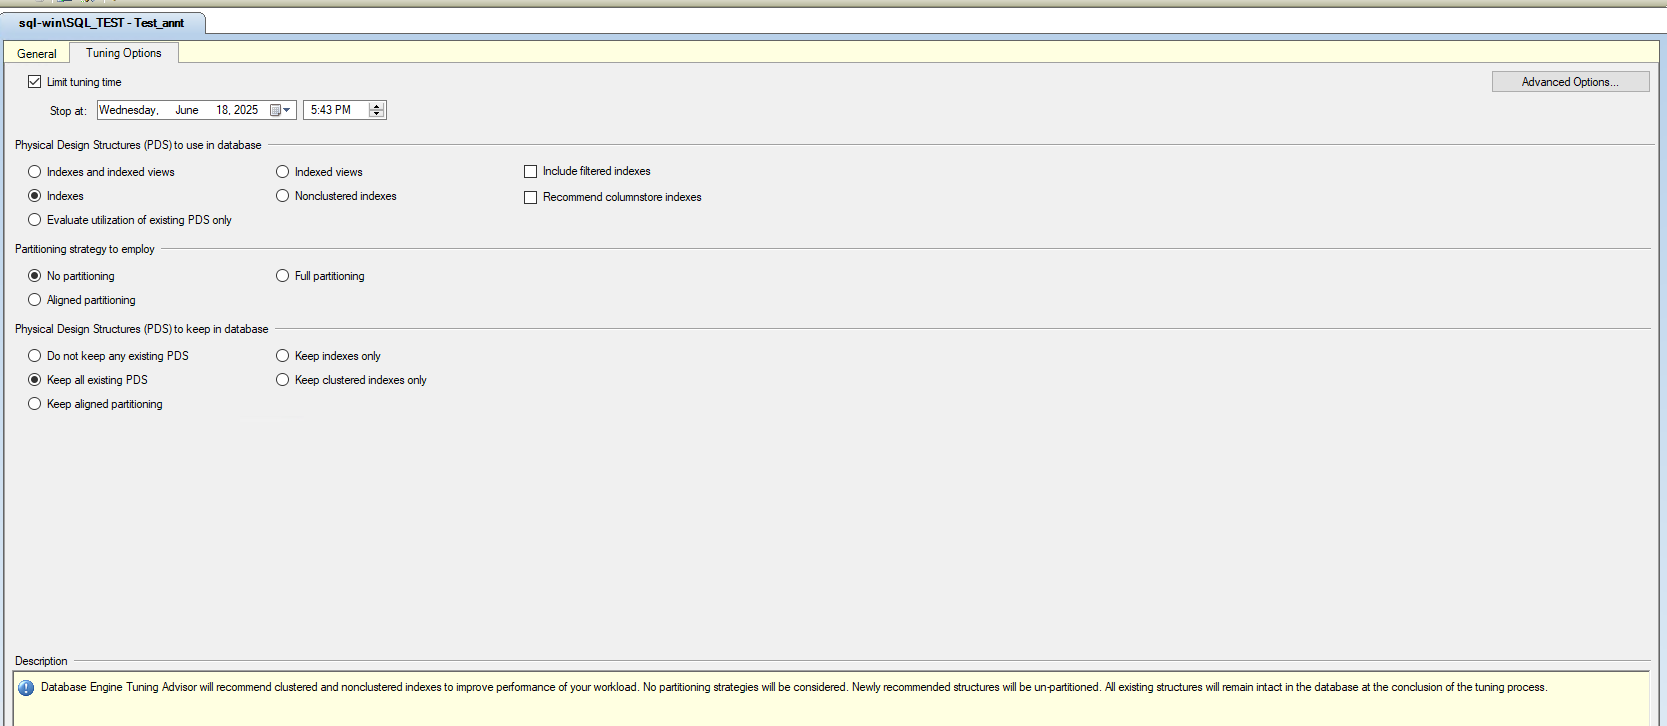 sql-win\SQL_TEST - Test_annt
General Tuning Options
Limit tuning time Advanced Options...
Stop at: Wednesday, June 18, 2025 5:43 PM
Physical Design Structures (PDS) to use in database
Indexes and indexed views Indexed views Include filtered indexes
Indexes Nonclustered indexes Recommend columnstore indexes
Evaluate utilization of existing PDS only
Partitioning strategy to employ
No partitioning Full partitioning
Aligned partitioning
Physical Design Structures (PDS) to keep in database
Do not keep any existing PDS Keep indexes only
Keep all existing PDS Keep clustered indexes only
Keep aligned partitioning
Description
Database Engine Tuning Advisor will recommend clustered and nonclustered indexes to improve performance of your workload. No partitioning strategies will be considered. Newly recommended structures will be un-partitioned. All existing structures will remain intact in the database at the conclusion of the tuning process.